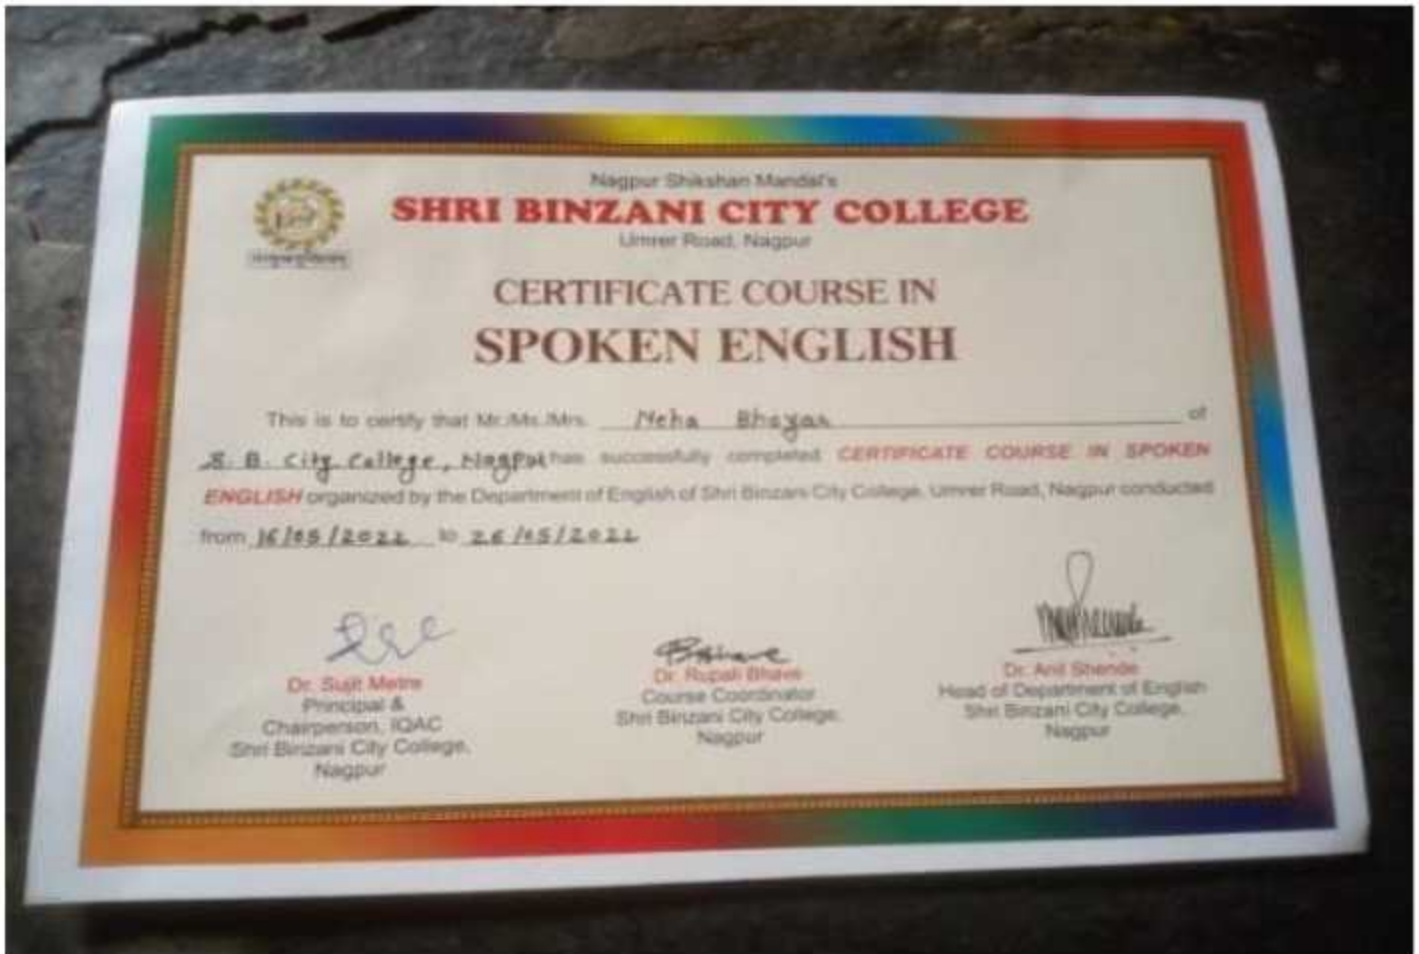 Nagpur Shikshan Mandal's
SHRI BINZANI CITY COLLEGE
Umrer Road, Nagpur
CERTIFICATE COURSE IN
SPOKEN ENGLISH
This is to certify that Mr./Ms./Mrs. Neha Bhoyar of
S. B. City College, Nagpur has successfully completed CERTIFICATE COURSE IN SPOKEN
ENGLISH organized by the Department of English of Shri Binzani City College, Umrer Road, Nagpur conducted
from 16/05/2022 to 26/05/2022
Dr. Sujit Metre
Principal &
Chairperson, IQAC
Shri Binzani City College,
Nagpur
Dr. Rupali Bhave
Course Coordinator
Shri Binzani City College,
Nagpur
Dr. Anil Shende
Head of Department of English
Shri Binzani City College,
Nagpur